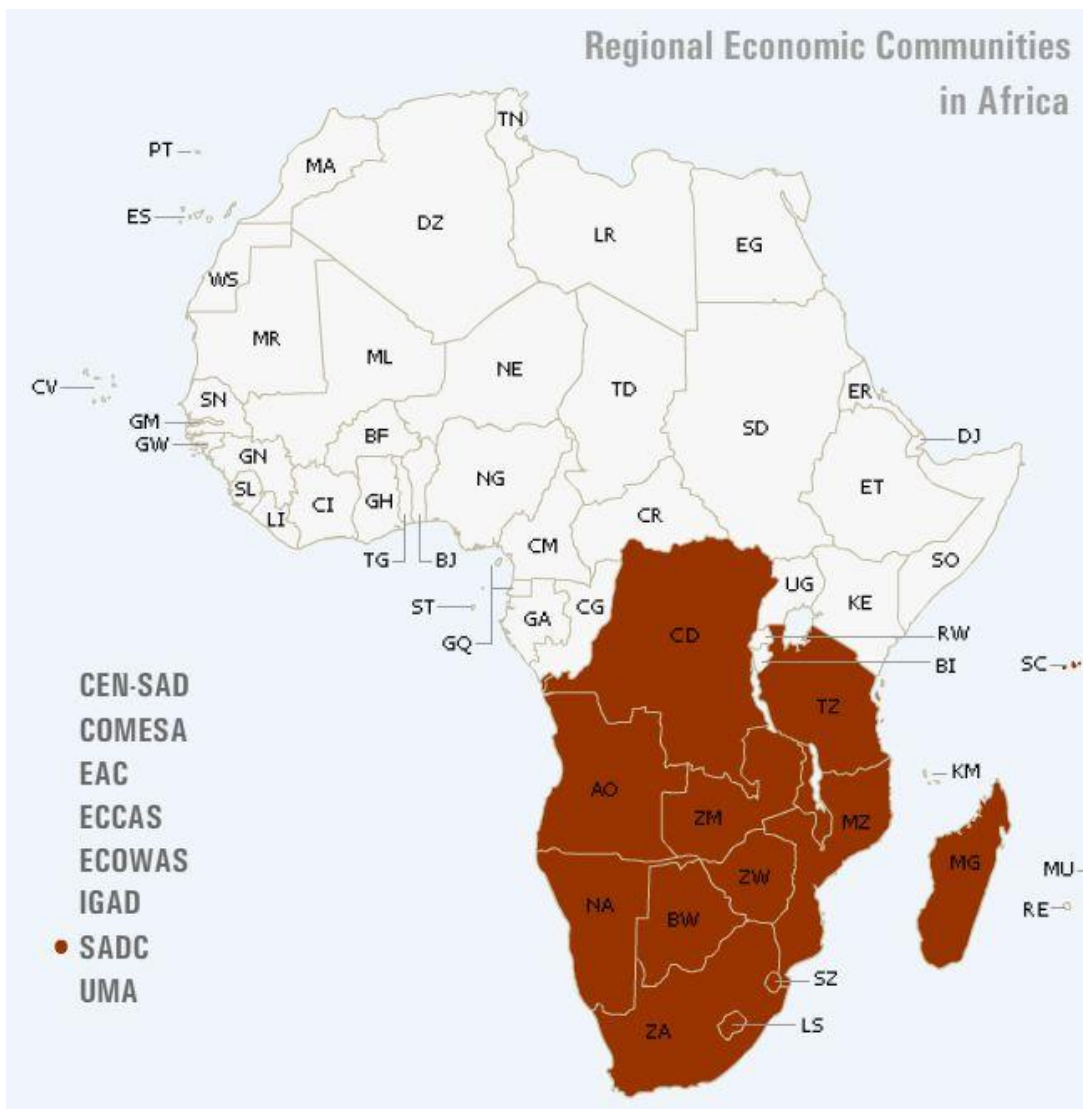 Regional Economic Communities
in Africa
TN
PT
MA
ES
DZ
LR
EG
WS
MR
ML
NE
TD
CV
SN
ER
GM
BF
SD
DJ
GW
GN
NG
ET
SL
CI
GH
CR
LI
CM
TG
BJ
SO
UG
ST
GA
CG
KE
GQ
CD
RW
BI
SC
CEN-SAD
TZ
COMESA
EAC
KM
AO
ECCAS
ZM
MZ
ECOWAS
MG
MU
ZW
IGAD
NA
BW
RE
SADC
SZ
UMA
LS
ZA